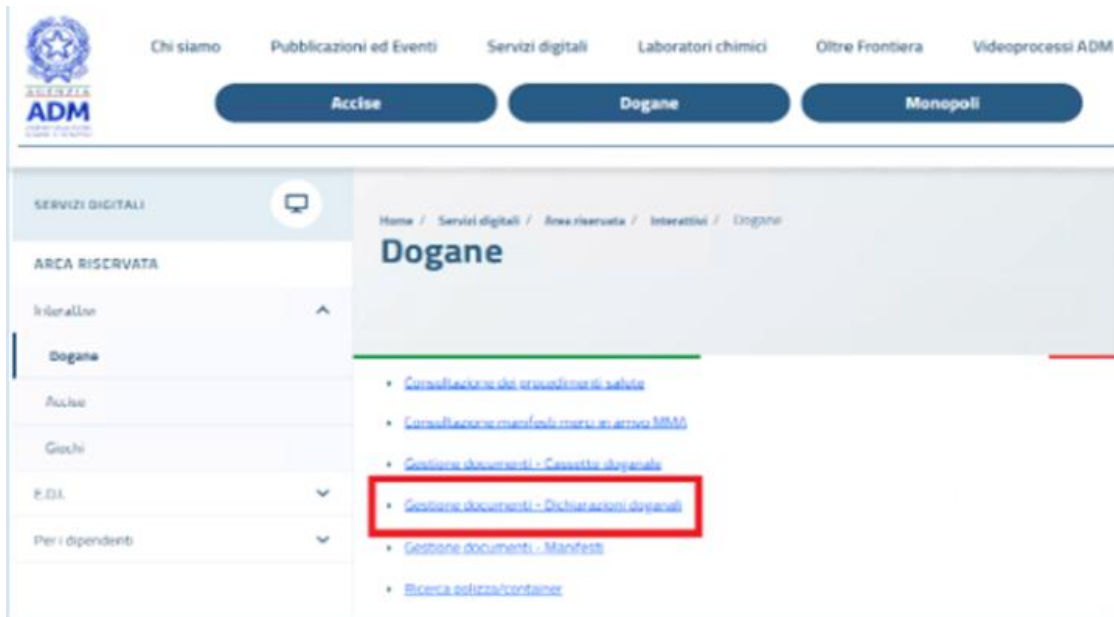 Chi siamo Pubblicazioni ed Eventi Servizi digitali Laboratori chimici Oltre Frontiera Videoprocessi ADM
AGENZIA
ADM
Accise Dogane Monopoli
SERVIZI DIGITALI
AREA RISERVATA
Interattivi
Dogane
Accise
Giochi
E.D.I.
Per i dipendenti
Home / Servizi digitali / Area riservata / Interattivi / Dogane
Dogane
Consultazione dei procedimenti salute
Consultazione manifesti merci in arrivo MMA
Gestione documenti - Cassetto doganale
Gestione documenti - Dichiarazioni doganali
Gestione documenti - Manifesti
Ricerca polizza/container